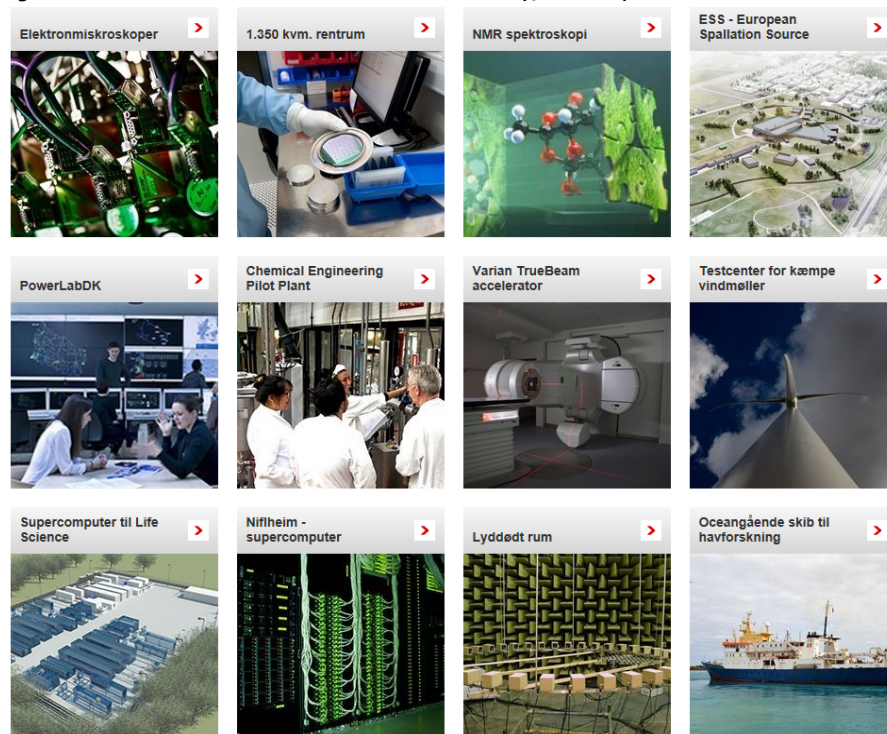 Elektronmiskroskoper
1.350 kvm. rentrum
NMR spektroskopi
ESS - European
Spallation Source
PowerLabDK
Chemical Engineering
Pilot Plant
Varian TrueBeam
accelerator
Testcenter for kæmpe
vindmøller
Supercomputer til Life
Science
Niflheim -
supercomputer
Lyddødt rum
Oceangående skib til
havforskning